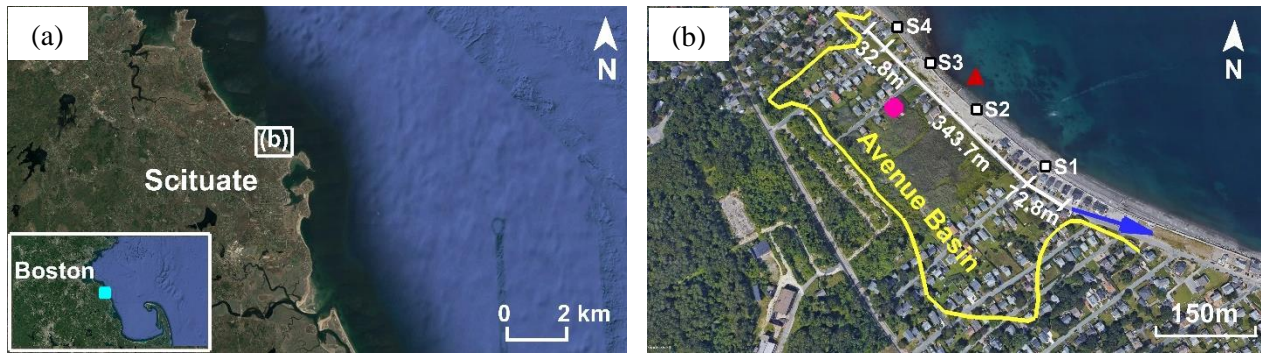 (a)
N
(b)
Scituate
Boston
0 2 km
(b)
N
S4
S3
S2
S1
32.8m
343.7m
72.8m
Avenue Basin
150m